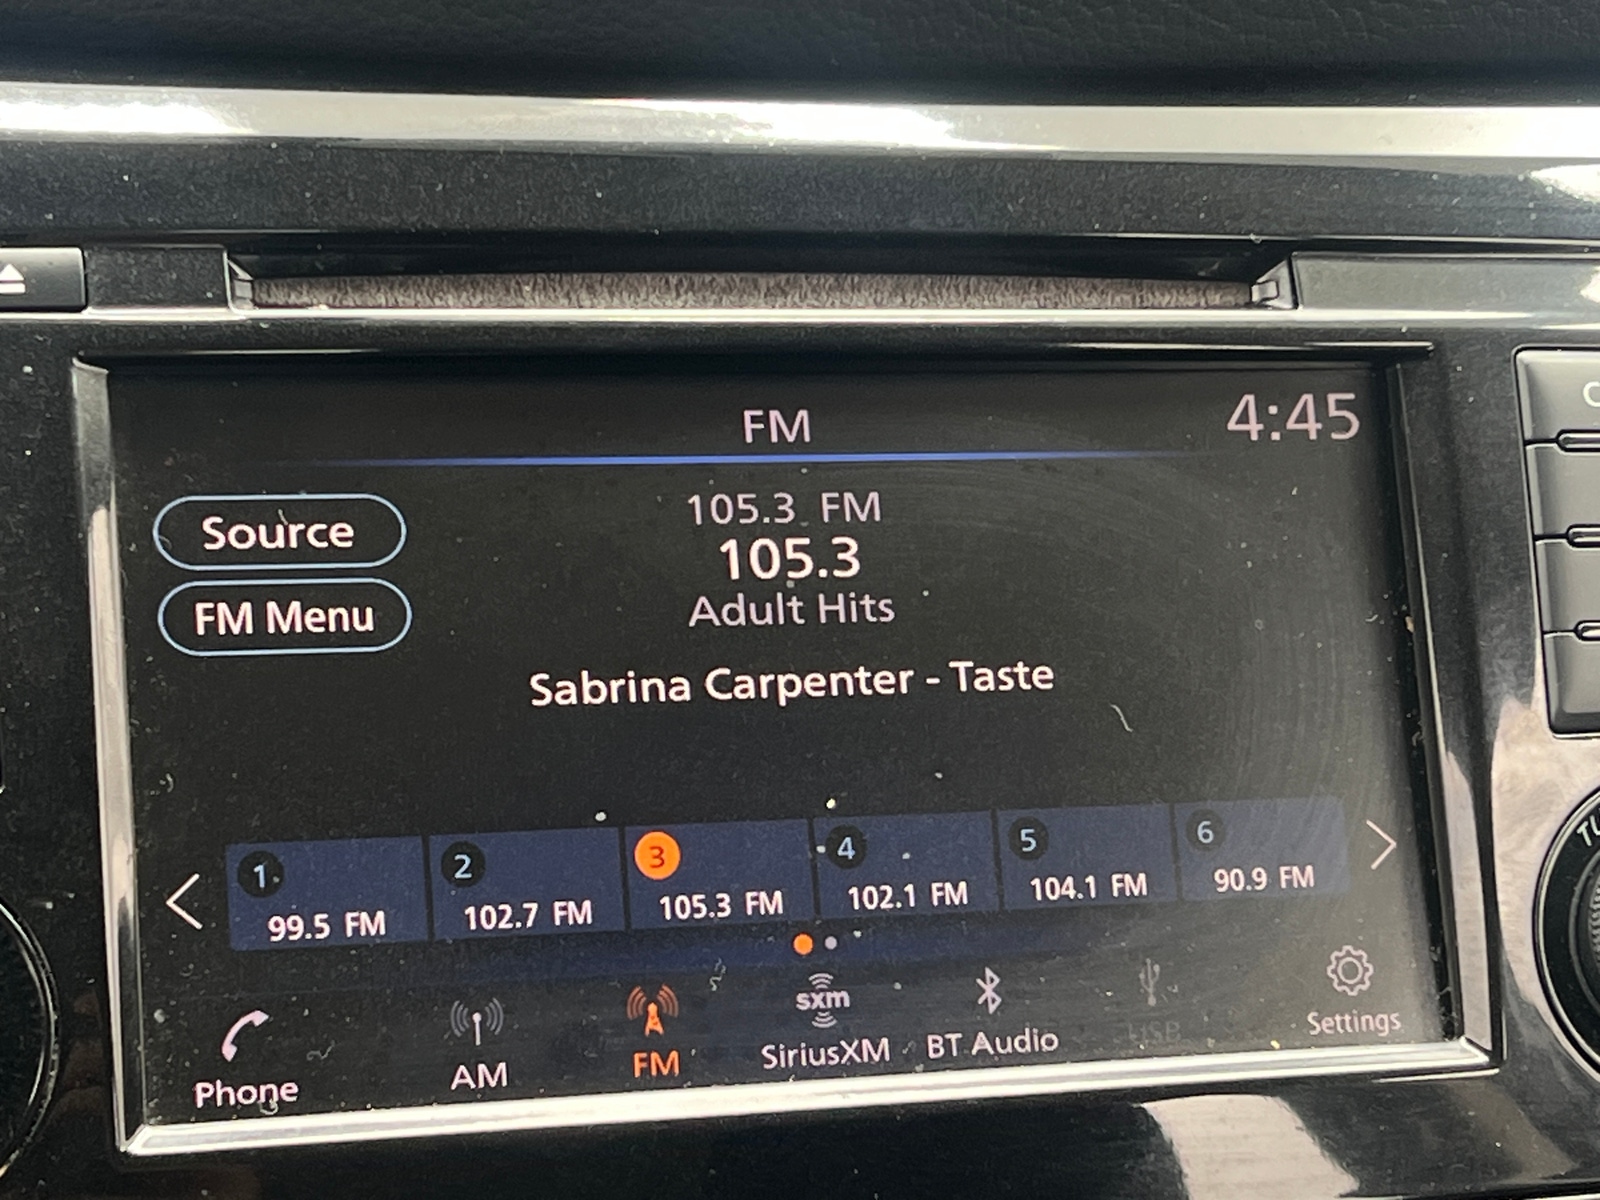 FM
4:45
Source
105.3 FM
105.3
FM Menu
Adult Hits
Sabrina Carpenter - Taste
1
99.5 FM
2
102.7 FM
3
105.3 FM
4
102.1 FM
5
104.1 FM
6
90.9 FM
Phone
AM
FM
sxm
SiriusXM
BT Audio
USB
Settings